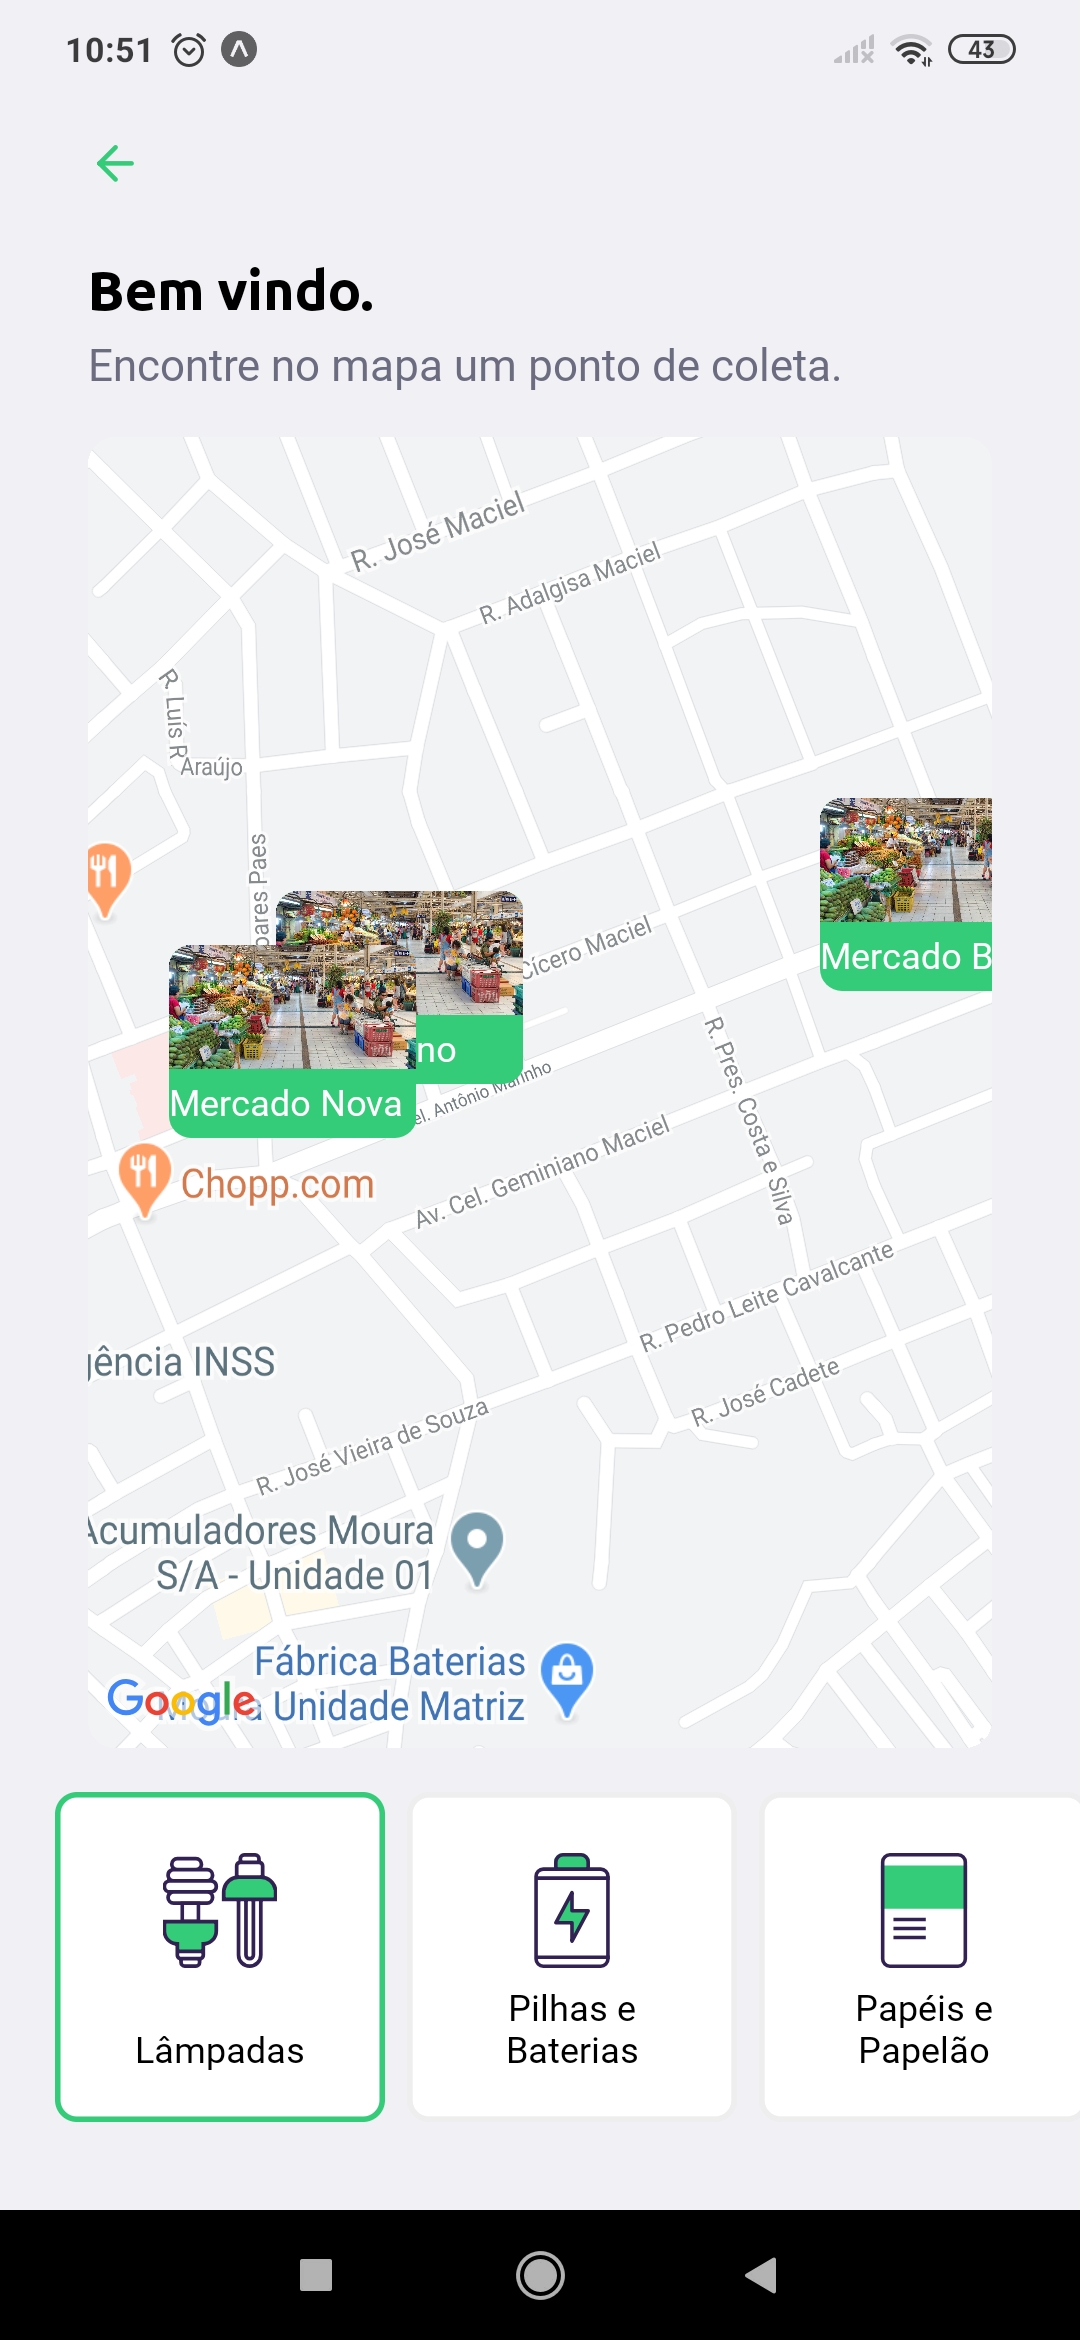 10:51
43
Bem vindo.
Encontre no mapa um ponto de coleta.
R. José Maciel
R. Adalgisa Maciel
R. Luís R
Araújo
oares Paes
Cícero Maciel
Mercado B
no
Mercado Nova
el. Antônio Marinho
R. Pres. Costa e Silva
Chopp.com
Av. Cel. Geminiano Maciel
R. Pedro Leite Cavalcante
gência INSS
R. José Cadete
R. José Vieira de Souza
Acumuladores Moura
S/A - Unidade 01
Fábrica Baterias
Moura Unidade Matriz
Google
Lâmpadas
Pilhas e
Baterias
Papéis e
Papelão